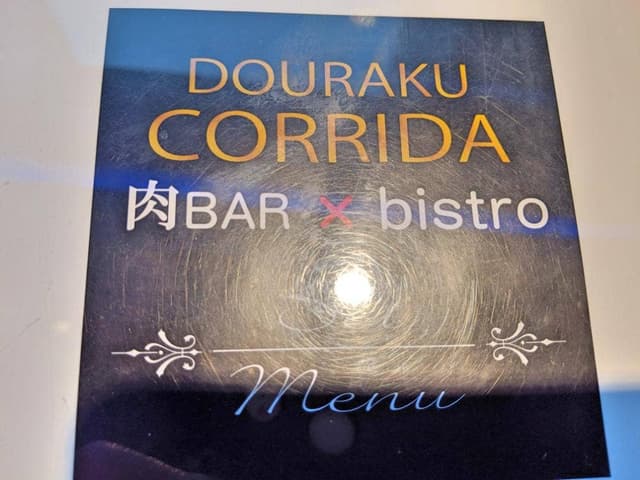 DOURAKU
CORRIDA
肉BAR × bistro
Menu